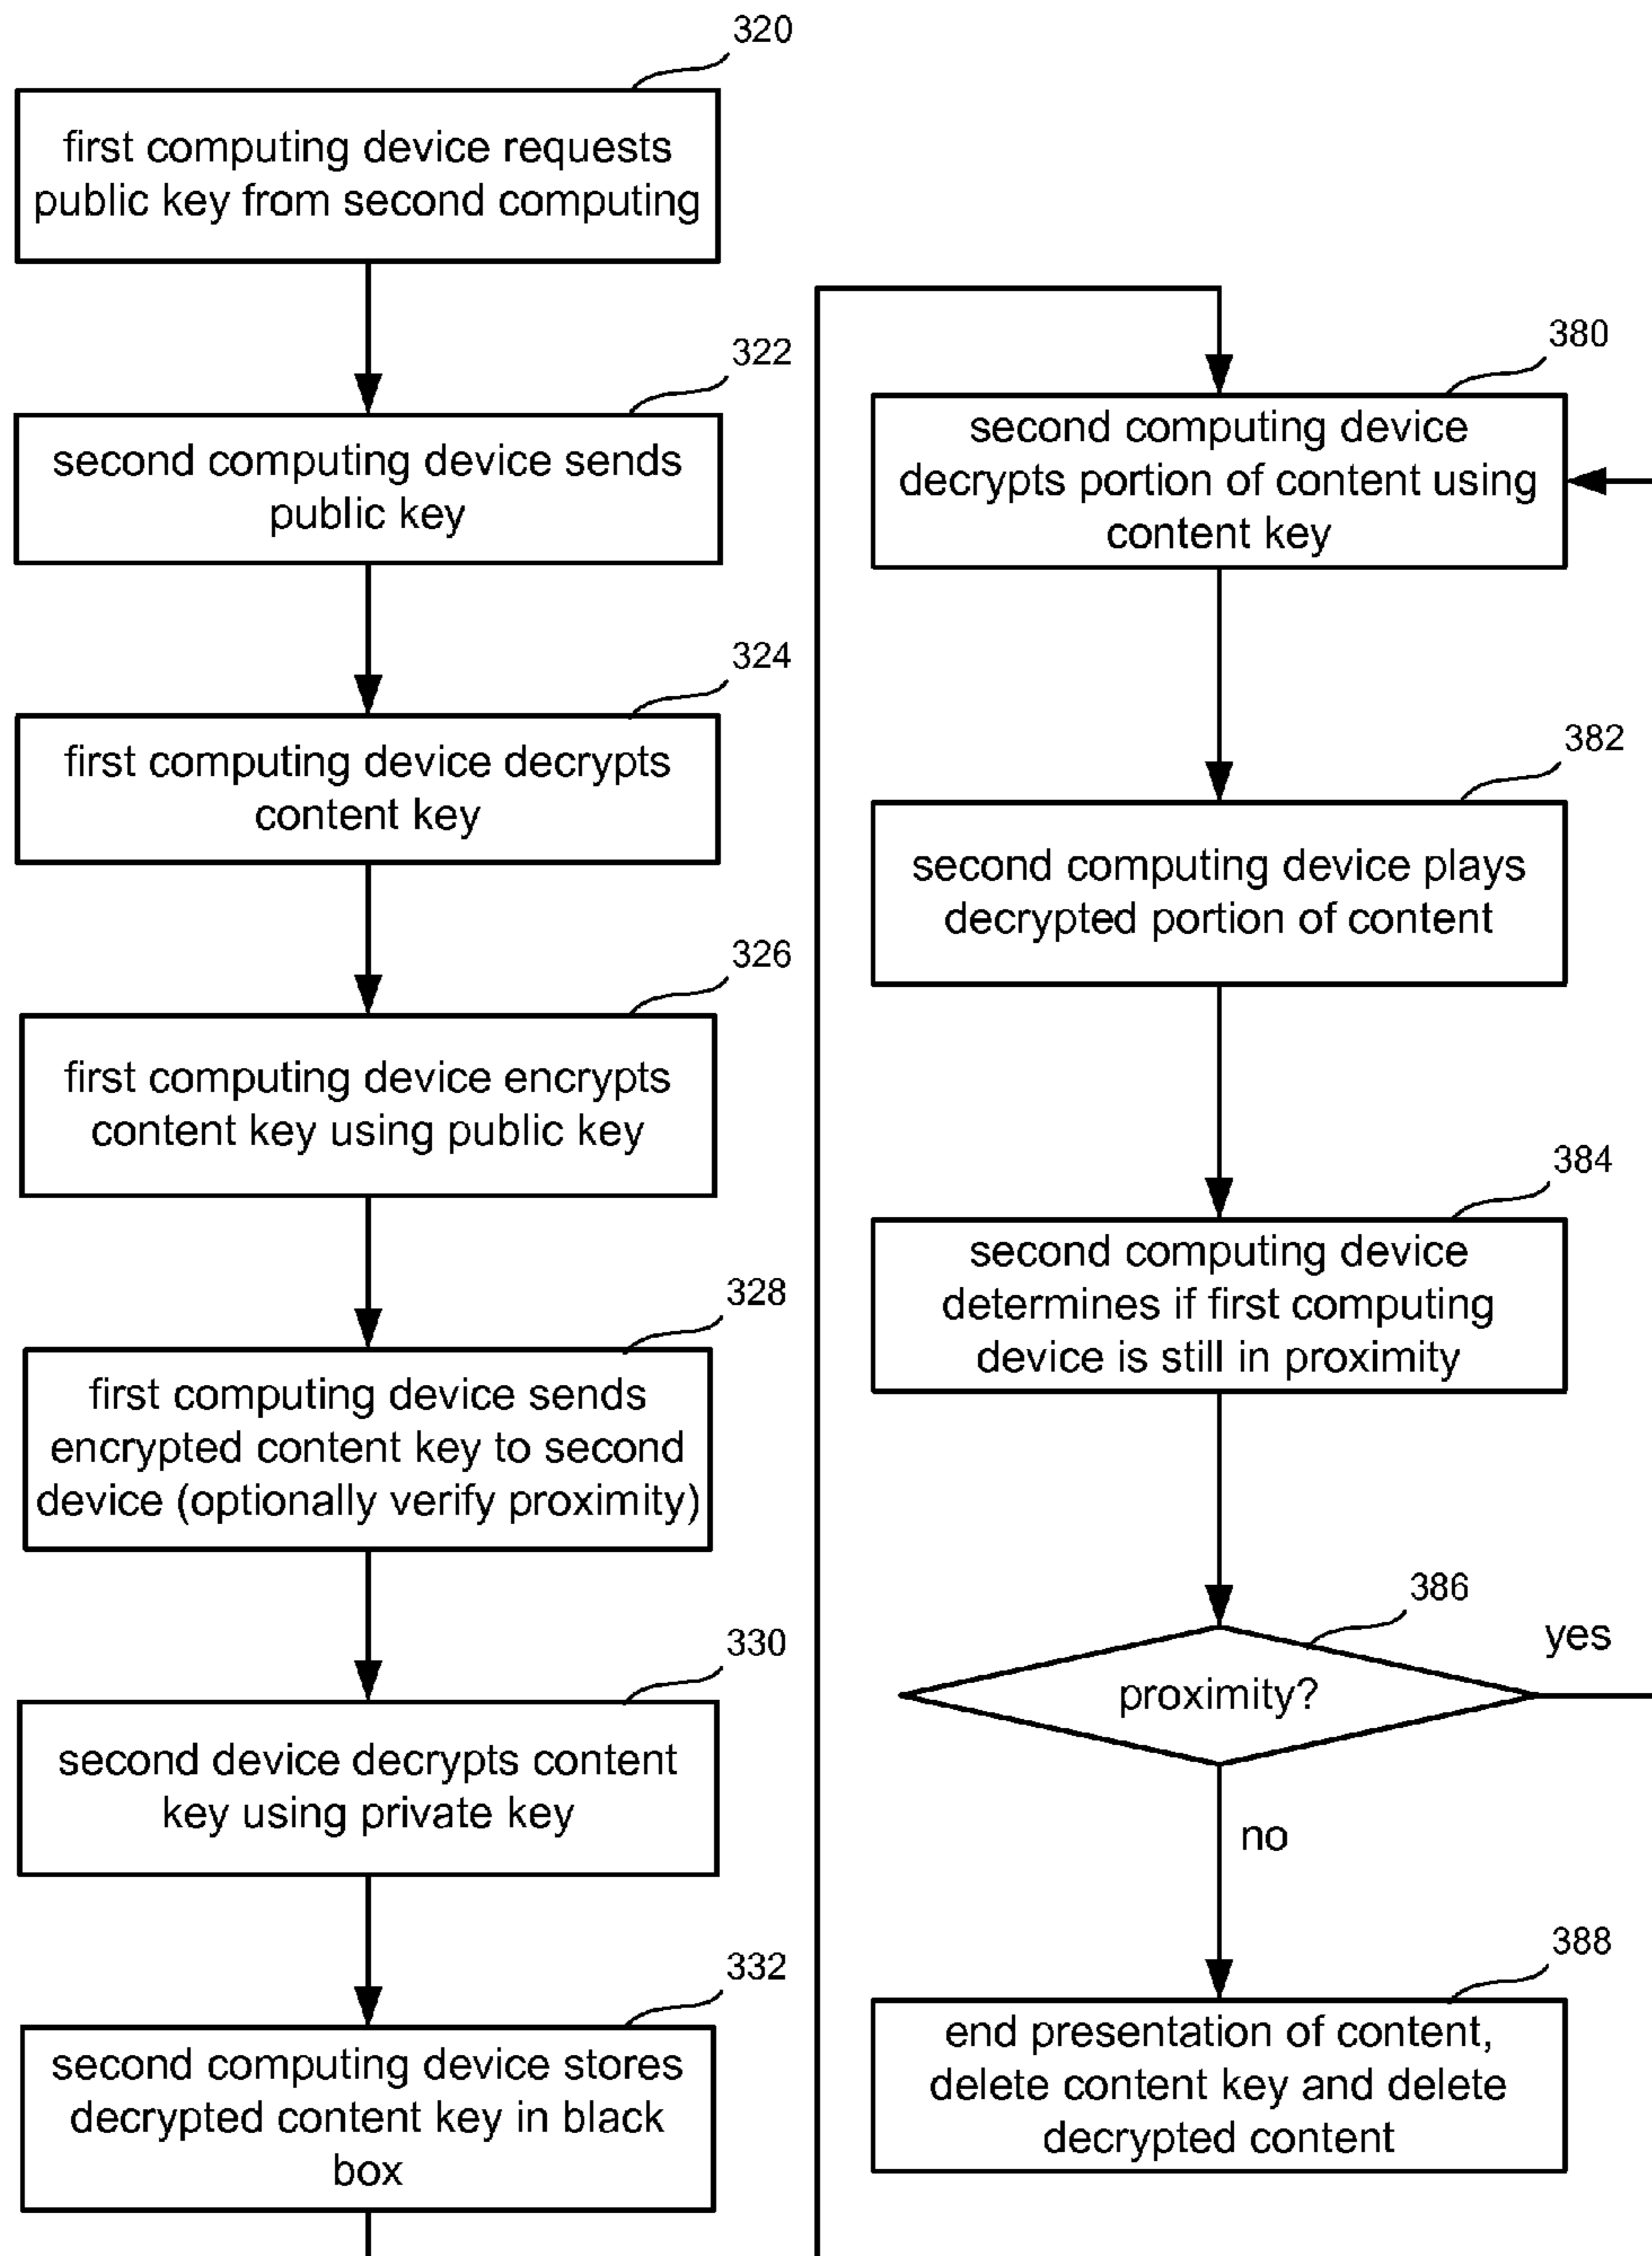 320
first computing device requests
public key from second computing
322
second computing device sends
public key
324
first computing device decrypts
content key
326
first computing device encrypts
content key using public key
328
first computing device sends
encrypted content key to second
device (optionally verify proximity)
330
second device decrypts content
key using private key
332
second computing device stores
decrypted content key in black
box
380
second computing device
decrypts portion of content using
content key
382
second computing device plays
decrypted portion of content
384
second computing device
determines if first computing
device is still in proximity
386
proximity?
yes
no
388
end presentation of content,
delete content key and delete
decrypted content